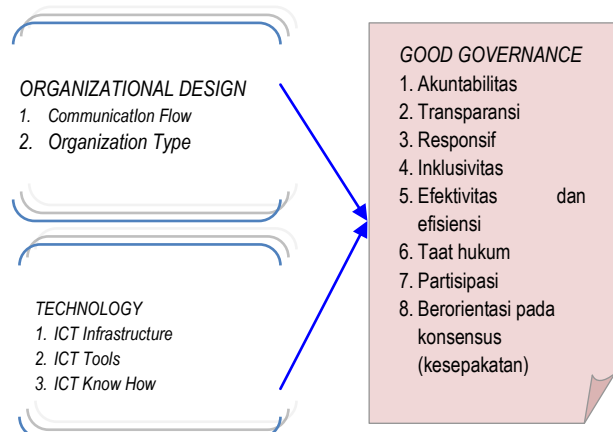 ORGANIZATIONAL DESIGN
1. Communication Flow
2. Organization Type
TECHNOLOGY
1. ICT Infrastructure
2. ICT Tools
3. ICT Know How
GOOD GOVERNANCE
1. Akuntabilitas
2. Transparansi
3. Responsif
4. Inklusivitas
5. Efektivitas dan
efisiensi
6. Taat hukum
7. Partisipasi
8. Berorientasi pada
konsensus
(kesepakatan)